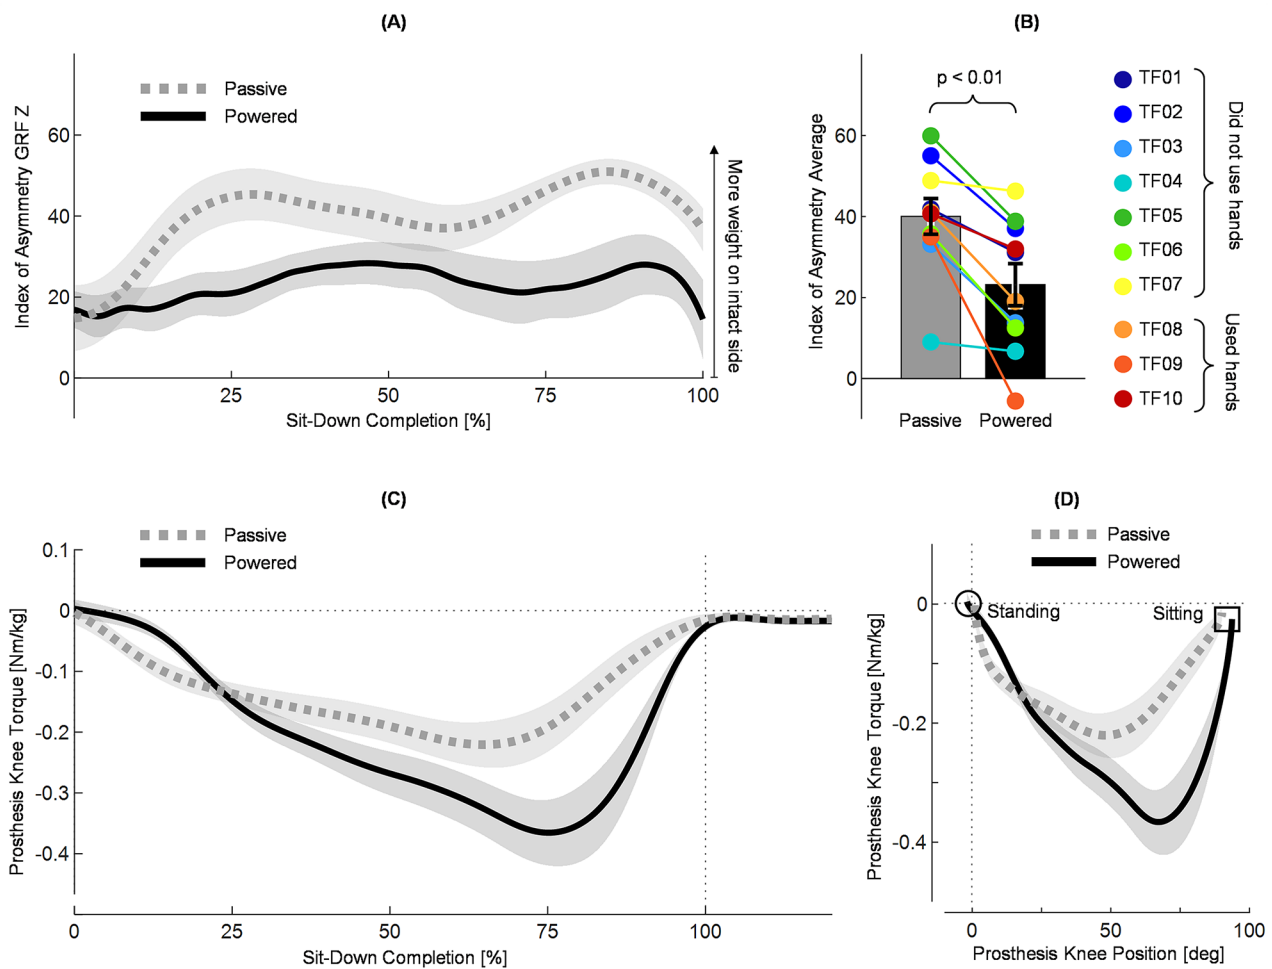 (A)
Passive
Powered
Index of Asymmetry GRF Z
60
40
20
0
25
50
75
100
Sit-Down Completion [%]
More weight on intact side
(B)
p < 0.01
Index of Asymmetry Average
60
40
20
0
Passive
Powered
TF01
TF02
TF03
TF04
TF05
TF06
TF07
TF08
TF09
TF10
Did not use hands
Used hands
(C)
Passive
Powered
Prosthesis Knee Torque [Nm/kg]
0.1
0
-0.1
-0.2
-0.3
-0.4
0
25
50
75
100
Sit-Down Completion [%]
(D)
Passive
Powered
Standing
Sitting
Prosthesis Knee Torque [Nm/kg]
0
-0.2
-0.4
0
50
100
Prosthesis Knee Position [deg]